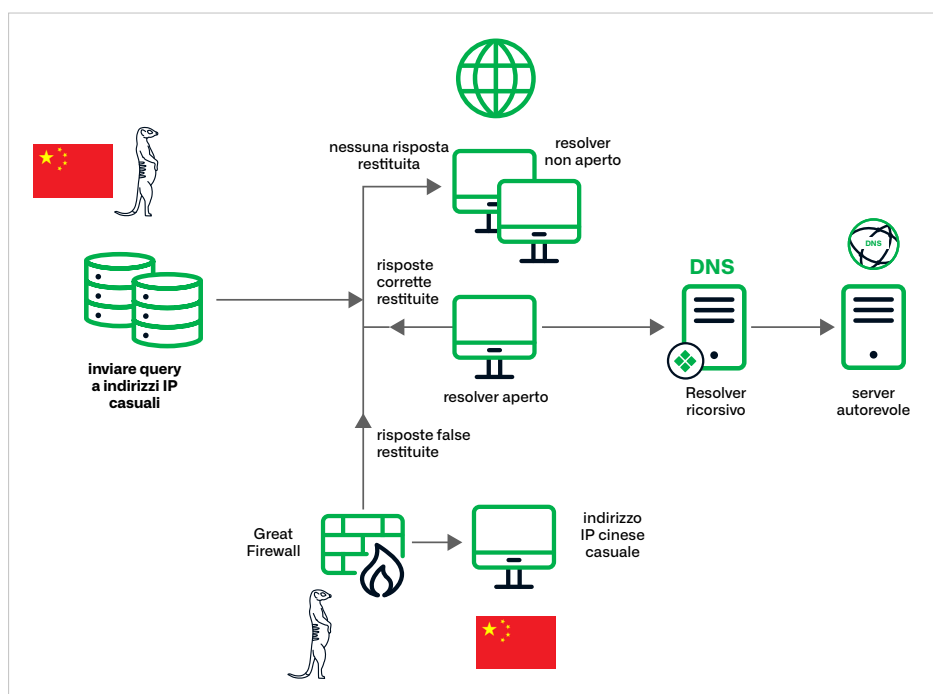 nessuna risposta
restituita
resolver
non aperto
risposte
corrette
restituite
DNS
DNS
inviare query
a indirizzi IP
casuali
resolver aperto
Resolver
ricorsivo
server
autorevole
risposte false
restituite
Great
Firewall
indirizzo
IP cinese
casuale